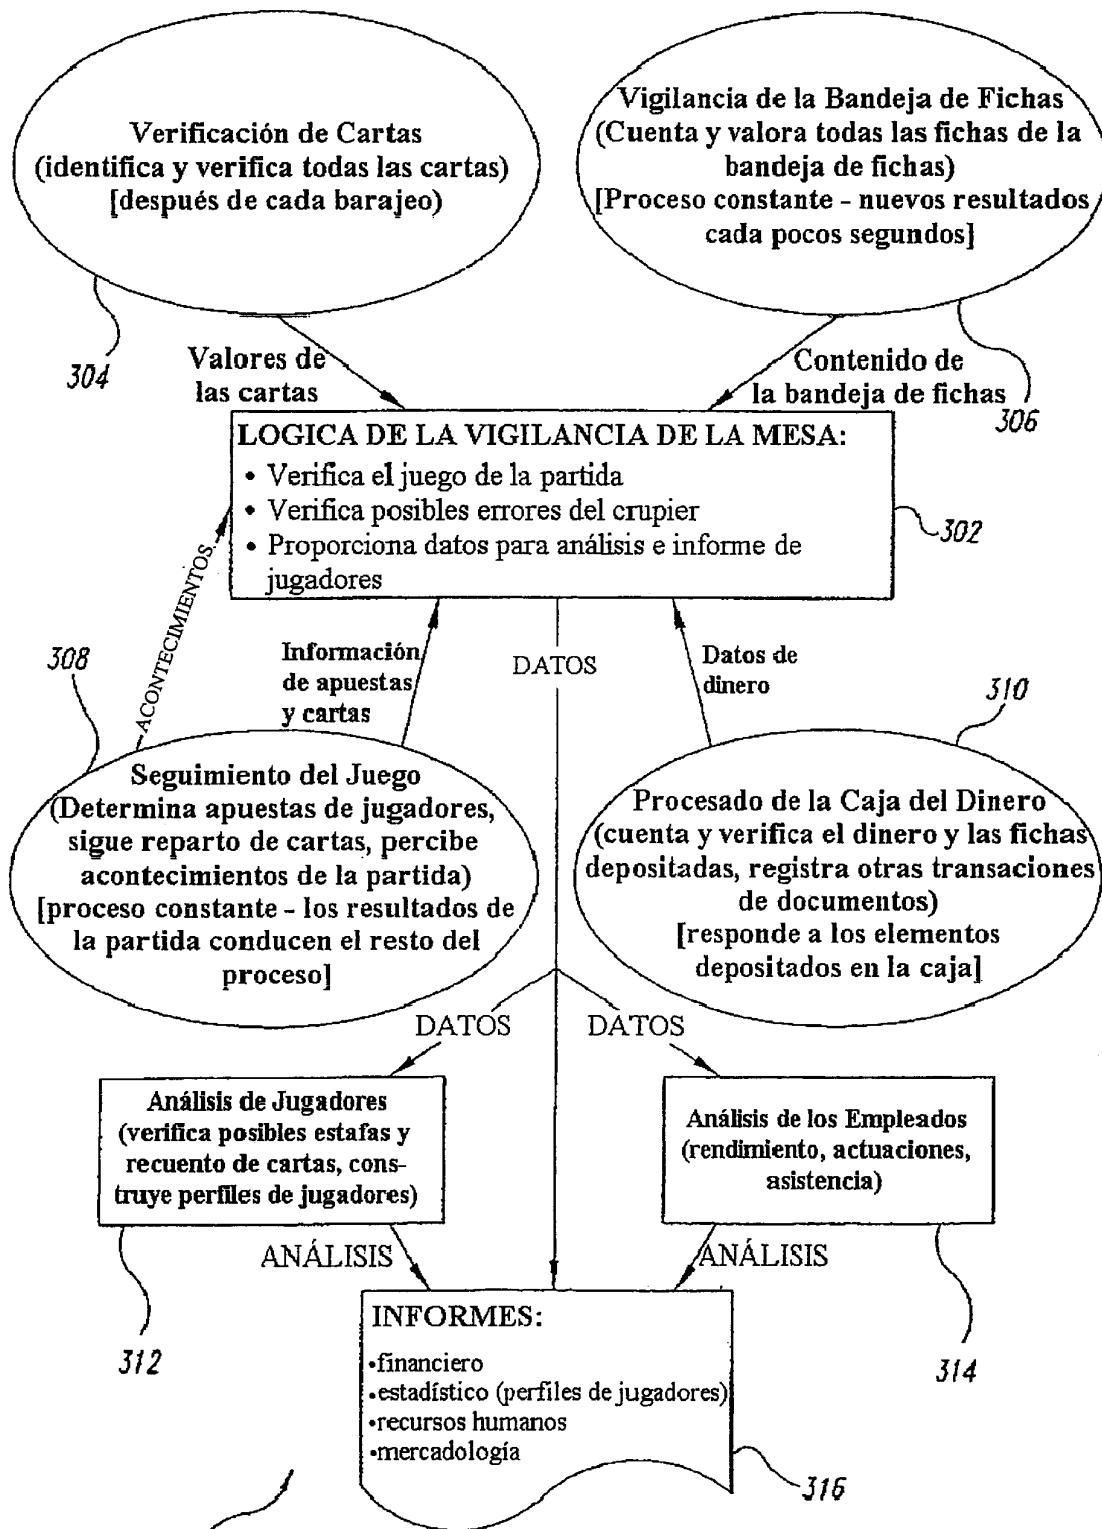 Verificación de Cartas
(identifica y verifica todas las cartas)
[después de cada barajeo)
304
Vigilancia de la Bandeja de Fichas
(Cuenta y valora todas las fichas de la
bandeja de fichas)
[Proceso constante - nuevos resultados
cada pocos segundos]
306
Valores de
las cartas
Contenido de
la bandeja de fichas
LOGICA DE LA VIGILANCIA DE LA MESA:
• Verifica el juego de la partida
• Verifica posibles errores del crupier
• Proporciona datos para análisis e informe de
jugadores
302
ACONTECIMIENTOS
308
Información
de apuestas
y cartas
DATOS
Datos de
dinero
310
Seguimiento del Juego
(Determina apuestas de jugadores,
sigue reparto de cartas, percibe
acontecimientos de la partida)
[proceso constante - los resultados de
la partida conducen el resto del
proceso]
Procesado de la Caja del Dinero
(cuenta y verifica el dinero y las fichas
depositadas, registra otras transaciones
de documentos)
[responde a los elementos
depositados en la caja]
DATOS
DATOS
Análisis de Jugadores
(verifica posibles estafas y
recuento de cartas, cons-
truye perfiles de jugadores)
312
Análisis de los Empleados
(rendimiento, actuaciones,
asistencia)
314
ANÁLISIS
ANÁLISIS
INFORMES:
•financiero
•estadístico (perfiles de jugadores)
•recursos humanos
•mercadología
316